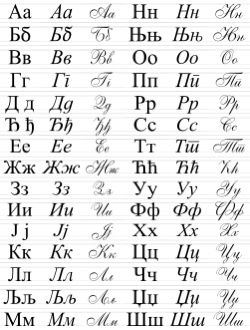 Аа Аа Аа Нн Нн Нн
Бб Бб Бб Њњ Њњ Њњ
Вв Вв Вв Оо Оо Оо
Гг Гг Гг Пп Пп Пп
Дд Дд Дд Рр Рр Рр
Ђђ Ђђ Ђђ Сс Сс Сс
Ее Ее Ее Тт Тт Тт
Жж Жж Жж Ћћ Ћћ Ћћ
Зз Зз Зз Уу Уу Уу
Ии Ии Ии Фф Фф Фф
Јј Јј Јј Хх Хх Хх
Кк Кк Кк Цц Цц Цц
Лл Лл Лл Чч Чч Чч
Љљ Љљ Љљ Џџ Џџ Џџ
Мм Мм Мм Шш Шш Шш